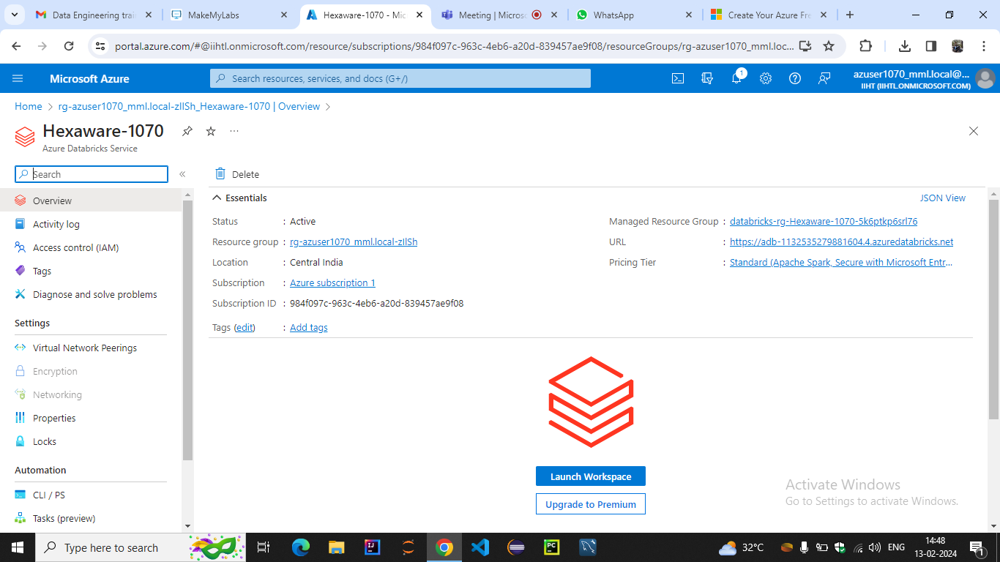 Data Engineering trai
MakeMyLabs
Hexaware-1070 - Mic
Meeting | Microso
WhatsApp
Create Your Azure Fre
portal.azure.com/#@iihtl.onmicrosoft.com/resource/subscriptions/984f097c-963c-4eb6-a20d-839457ae9f08/resourceGroups/rg-azuser1070_mml.loc...
Microsoft Azure
Search resources, services, and docs (G+/)
1
azuser1070_mml.local@...
IIHT (IIHTL.ONMICROSOFT.COM)
Home > rg-azuser1070_mml.local-zIlSh_Hexaware-1070 | Overview >
Hexaware-1070
...
Azure Databricks Service
Search
«
Delete
Overview
Activity log
Access control (IAM)
Tags
Diagnose and solve problems
Settings
Virtual Network Peerings
Encryption
Networking
Properties
Locks
Automation
CLI / PS
Tasks (preview)
Essentials
JSON View
Status : Active
Resource group : rg-azuser1070_mml.local-zIlSh
Location : Central India
Subscription : Azure subscription 1
Subscription ID : 984f097c-963c-4eb6-a20d-839457ae9f08
Tags (edit) : Add tags
Managed Resource Group : databricks-rg-Hexaware-1070-5k6ptkp6srl76
URL : https://adb-1132535279881604.4.azuredatabricks.net
Pricing Tier : Standard (Apache Spark, Secure with Microsoft Entr...
Launch Workspace
Upgrade to Premium
Activate Windows
Go to Settings to activate Windows.
Type here to search
32°C
ENG
14:48
13-02-2024
1